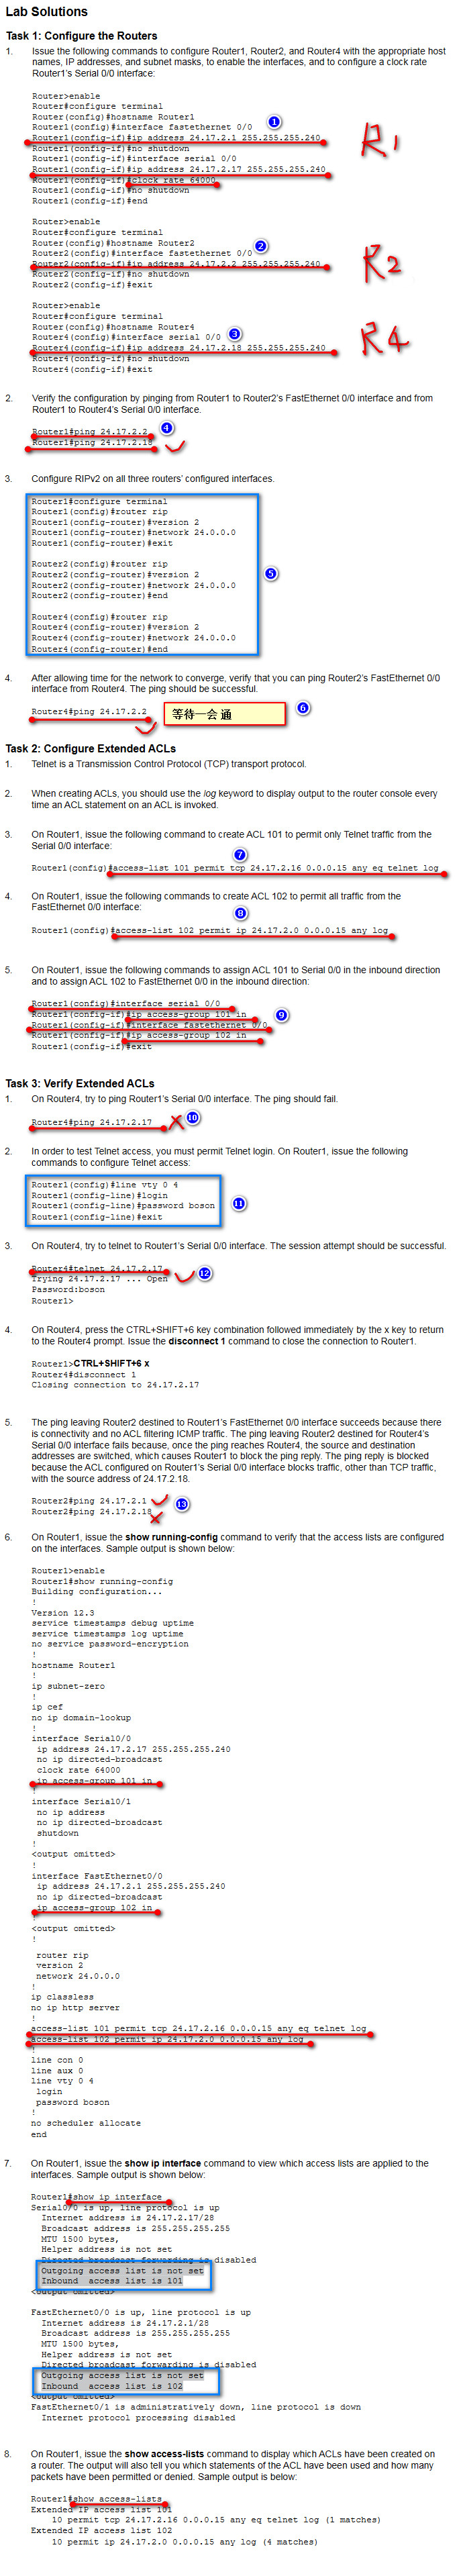 Lab Solutions
Task 1: Configure the Routers
1. Issue the following commands to configure Router1, Router2, and Router4 with the appropriate host
names, IP addresses, and subnet masks, to enable the interfaces, and to configure a clock rate
Router1's Serial 0/0 interface:
Router>enable
Router#configure terminal
Router(config)#hostname Router1
Router1(config)#interface fastethernet 0/0 1
Router1(config-if)#ip address 24.17.2.1 255.255.255.240
Router1(config-if)#no shutdown
Router1(config-if)#interface serial 0/0
Router1(config-if)#ip address 24.17.2.17 255.255.255.240
Router1(config-if)#clock rate 64000
Router1(config-if)#no shutdown
Router1(config-if)#end
R1
Router>enable
Router#configure terminal
Router(config)#hostname Router2
Router2(config)#interface fastethernet 0/0 2
Router2(config-if)#ip address 24.17.2.2 255.255.255.240
Router2(config-if)#no shutdown
Router2(config-if)#exit
R2
Router>enable
Router#configure terminal
Router(config)#hostname Router4
Router4(config)#interface serial 0/0 3
Router4(config-if)#ip address 24.17.2.18 255.255.255.240
Router4(config-if)#no shutdown
Router4(config-if)#exit
R4
2. Verify the configuration by pinging from Router1 to Router2's FastEthernet 0/0 interface and from
Router1 to Router4's Serial 0/0 interface.
Router1#ping 24.17.2.2 4
Router1#ping 24.17.2.18
3. Configure RIPv2 on all three routers' configured interfaces.
Router1#configure terminal
Router1(config)#router rip
Router1(config-router)#version 2
Router1(config-router)#network 24.0.0.0
Router1(config-router)#exit
Router2(config)#router rip
Router2(config-router)#version 2
Router2(config-router)#network 24.0.0.0
Router2(config-router)#end
5
Router4(config)#router rip
Router4(config-router)#version 2
Router4(config-router)#network 24.0.0.0
Router4(config-router)#end
4. After allowing time for the network to converge, verify that you can ping Router2's FastEthernet 0/0
interface from Router4. The ping should be successful.
Router4#ping 24.17.2.2 等待一会 通 6
Task 2: Configure Extended ACLs
1. Telnet is a Transmission Control Protocol (TCP) transport protocol.
2. When creating ACLs, you should use the log keyword to display output to the router console every
time an ACL statement on an ACL is invoked.
3. On Router1, issue the following command to create ACL 101 to permit only Telnet traffic from the
Serial 0/0 interface:
7
Router1(config)#access-list 101 permit tcp 24.17.2.16 0.0.0.15 any eq telnet log
4. On Router1, issue the following commands to create ACL 102 to permit all traffic from the
FastEthernet 0/0 interface:
8
Router1(config)#access-list 102 permit ip 24.17.2.0 0.0.0.15 any log
5. On Router1, issue the following commands to assign ACL 101 to Serial 0/0 in the inbound direction
and to assign ACL 102 to FastEthernet 0/0 in the inbound direction:
Router1(config)#interface serial 0/0
Router1(config-if)#ip access-group 101 in 9
Router1(config-if)#interface fastethernet 0/0
Router1(config-if)#ip access-group 102 in
Router1(config-if)#exit
Task 3: Verify Extended ACLs
1. On Router4, try to ping Router1's Serial 0/0 interface. The ping should fail.
Router4#ping 24.17.2.17 10
2. In order to test Telnet access, you must permit Telnet login. On Router1, issue the following
commands to configure Telnet access:
Router1(config)#line vty 0 4
Router1(config-line)#login
Router1(config-line)#password boson 11
Router1(config-line)#exit
3. On Router4, try to telnet to Router1's Serial 0/0 interface. The session attempt should be successful.
Router4#telnet 24.17.2.17 12
Trying 24.17.2.17 ... Open
Password:boson
Router1>
4. On Router4, press the CTRL+SHIFT+6 key combination followed immediately by the x key to return
to the Router4 prompt. Issue the disconnect 1 command to close the connection to Router1.
Router1>CTRL+SHIFT+6 x
Router4#disconnect 1
Closing connection to 24.17.2.17
5. The ping leaving Router2 destined to Router1's FastEthernet 0/0 interface succeeds because there
is connectivity and no ACL filtering ICMP traffic. The ping leaving Router2 destined for Router4's
Serial 0/0 interface fails because, once the ping reaches Router4, the source and destination
addresses are switched, which causes Router1 to block the ping reply. The ping reply is blocked
because the ACL configured on Router1's Serial 0/0 interface blocks traffic, other than TCP traffic,
with the source address of 24.17.2.18.
Router2#ping 24.17.2.1 13
Router2#ping 24.17.2.18
6. On Router1, issue the show running-config command to verify that the access lists are configured
on the interfaces. Sample output is shown below:
Router1>enable
Router1#show running-config
Building configuration...
!
Version 12.3
service timestamps debug uptime
service timestamps log uptime
no service password-encryption
!
hostname Router1
!
ip subnet-zero
!
ip cef
no ip domain-lookup
!
interface Serial0/0
ip address 24.17.2.17 255.255.255.240
no ip directed-broadcast
clock rate 64000
ip access-group 101 in
!
interface Serial0/1
no ip address
no ip directed-broadcast
shutdown
!
<output omitted>
!
interface FastEthernet0/0
ip address 24.17.2.1 255.255.255.240
no ip directed-broadcast
ip access-group 102 in
!
<output omitted>
!
router rip
version 2
network 24.0.0.0
!
ip classless
no ip http server
!
access-list 101 permit tcp 24.17.2.16 0.0.0.15 any eq telnet log
access-list 102 permit ip 24.17.2.0 0.0.0.15 any log
!
line con 0
line aux 0
line vty 0 4
login
password boson
!
no scheduler allocate
end
7. On Router1, issue the show ip interface command to view which access lists are applied to the
interfaces. Sample output is shown below:
Router1#show ip interface
Serial0/0 is up, line protocol is up
Internet address is 24.17.2.17/28
Broadcast address is 255.255.255.255
MTU 1500 bytes,
Helper address is not set
Directed broadcast forwarding is disabled
Outgoing access list is not set
Inbound access list is 101
<output omitted>
FastEthernet0/0 is up, line protocol is up
Internet address is 24.17.2.1/28
Broadcast address is 255.255.255.255
MTU 1500 bytes,
Helper address is not set
Directed broadcast forwarding is disabled
Outgoing access list is not set
Inbound access list is 102
<output omitted>
FastEthernet0/1 is administratively down, line protocol is down
Internet protocol processing disabled
8. On Router1, issue the show access-lists command to display which ACLs have been created on
a router. The output will also tell you which statements of the ACL have been used and how many
packets have been permitted or denied. Sample output is below:
Router1#show access-lists
Extended IP access list 101
10 permit tcp 24.17.2.16 0.0.0.15 any eq telnet log (1 matches)
Extended IP access list 102
10 permit ip 24.17.2.0 0.0.0.15 any log (4 matches)